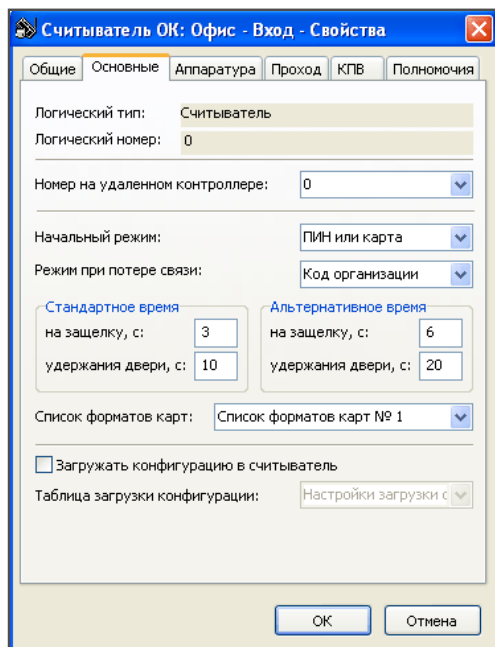 Считыватель ОК: Офис - Вход - Свойства
Общие Основные Аппаратура Проход КПВ Полномочия
Логический тип: Считыватель
Логический номер: 0
Номер на удаленном контроллере: 0
Начальный режим: ПИН или карта
Режим при потере связи: Код организации
Стандартное время Альтернативное время
на защелку, с: 3 на защелку, с: 6
удержания двери, с: 10 удержания двери, с: 20
Список форматов карт: Список форматов карт № 1
Загружать конфигурацию в считыватель
Таблица загрузки конфигурации: Настройки загрузки с
ОК Отмена